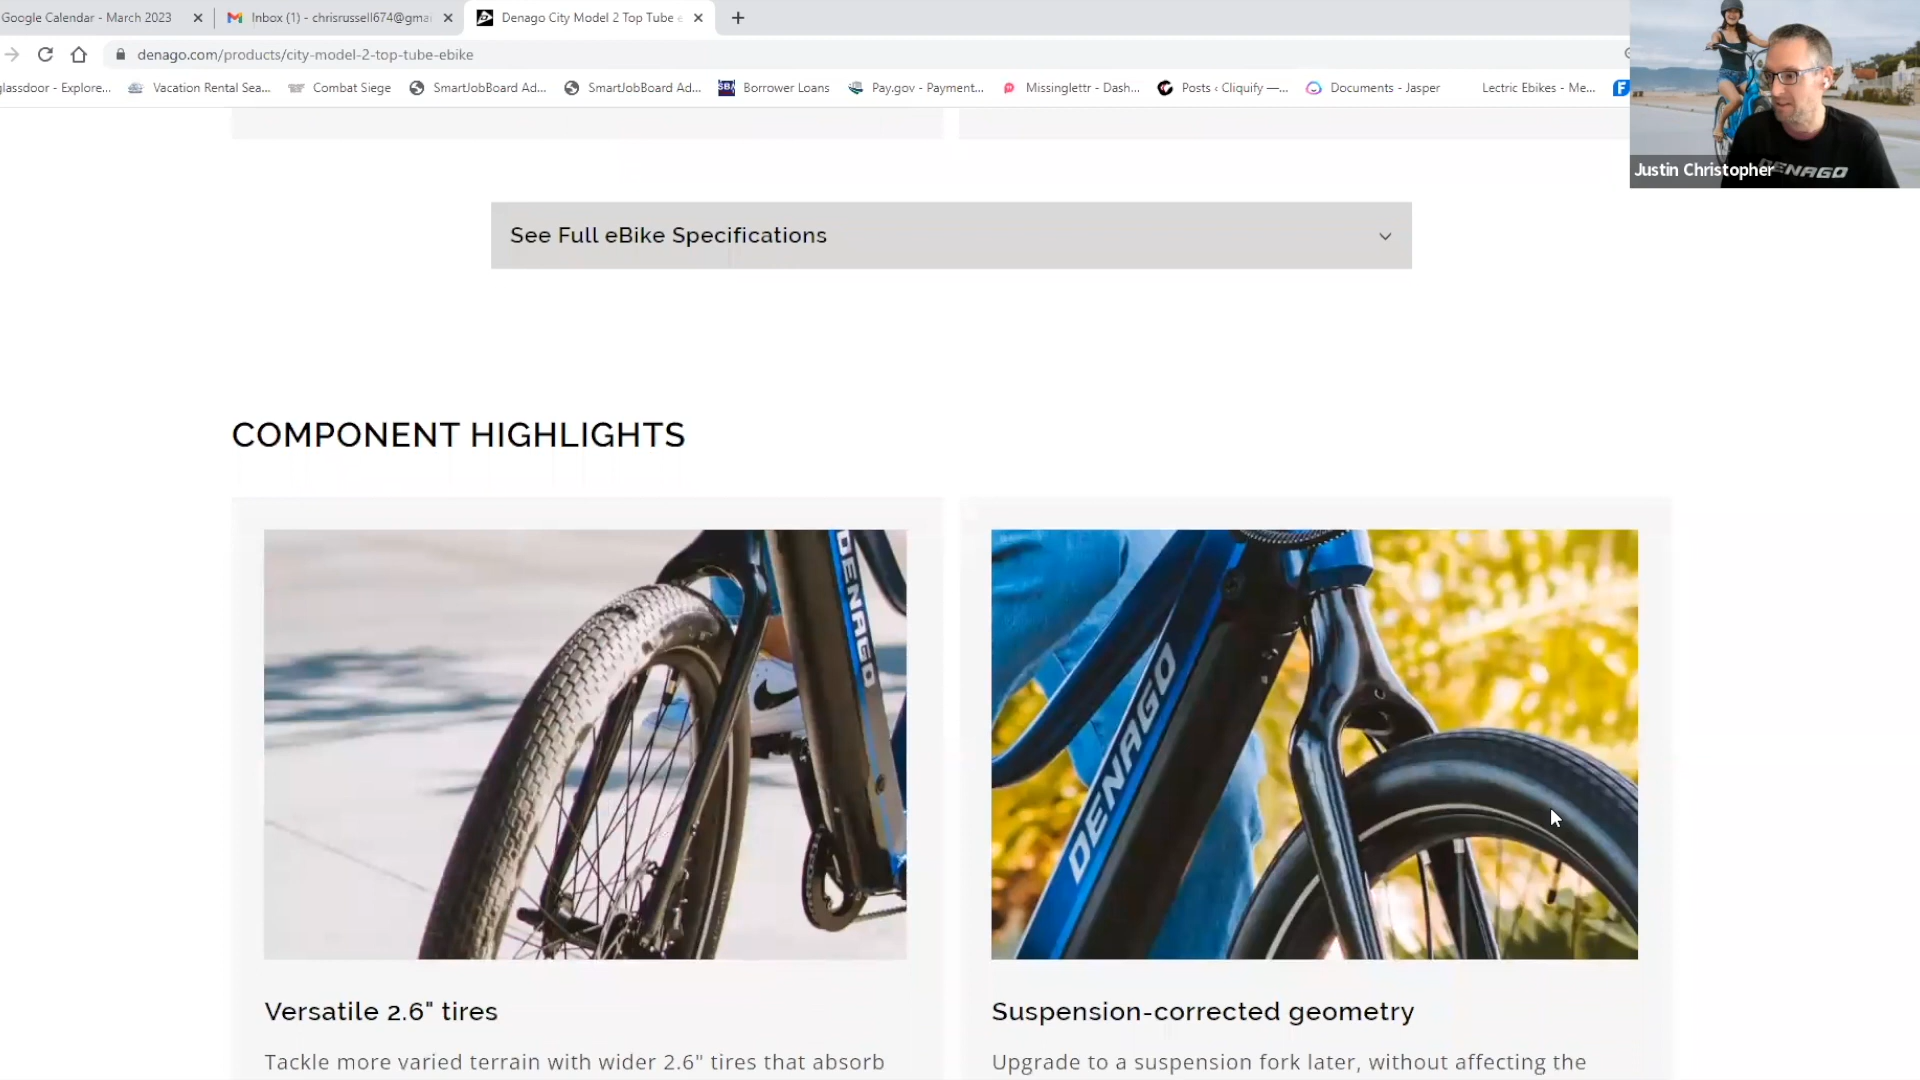 Google Calendar - March 2023
Inbox (1) - chrisrussell674@gmai
Denago City Model 2 Top Tube e
denago.com/products/city-model-2-top-tube-ebike
glassdoor - Explore...
Vacation Rental Sea...
Combat Siege
SmartJobBoard Ad...
SmartJobBoard Ad...
SBA
Borrower Loans
Pay.gov - Payment...
Missinglettr - Dash...
Posts ‹ Cliquify —...
Documents - Jasper
Lectric Ebikes - Me...
Justin Christopher
DENAGO
See Full eBike Specifications
COMPONENT HIGHLIGHTS
DENAGO
DENAGO
Versatile 2.6" tires
Suspension-corrected geometry
Tackle more varied terrain with wider 2.6" tires that absorb
Upgrade to a suspension fork later, without affecting the